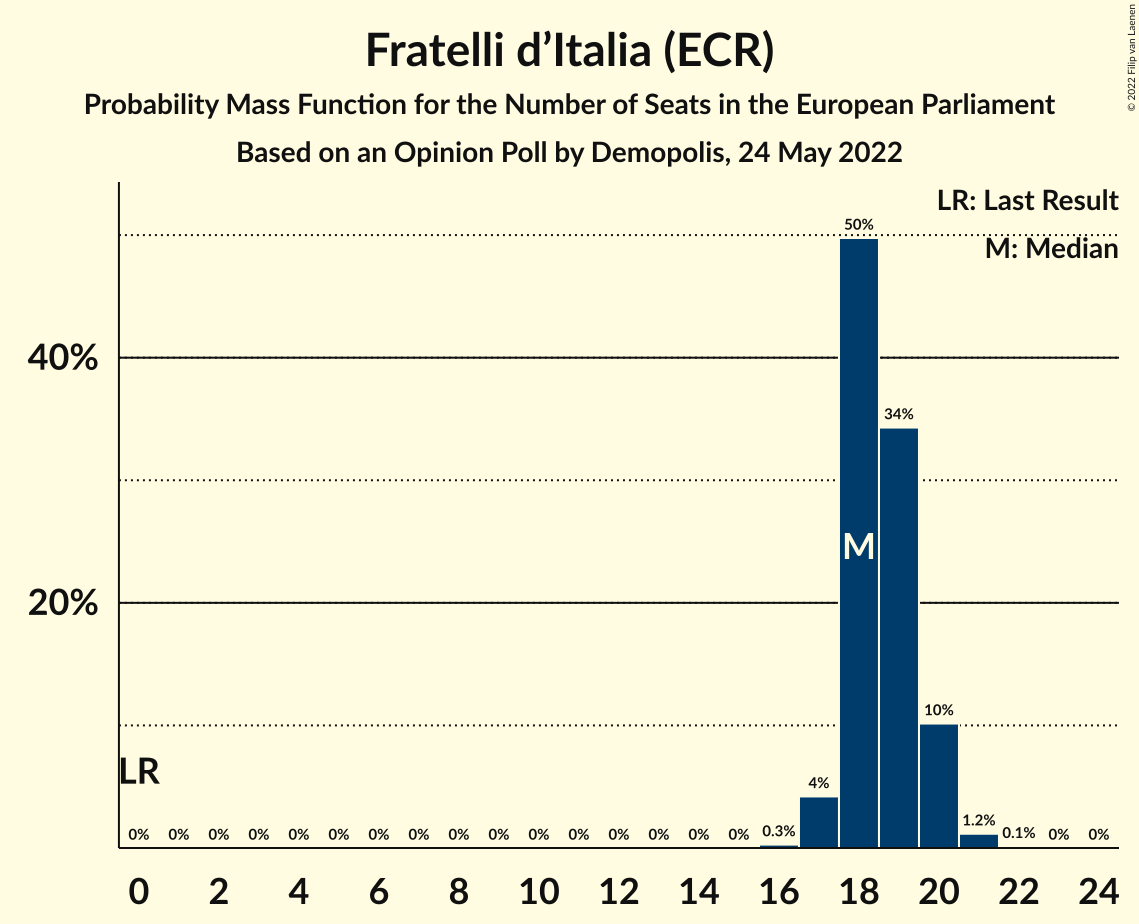 Fratelli d’Italia (ECR)
Probability Mass Function for the Number of Seats in the European Parliament
Based on an Opinion Poll by Demopolis, 24 May 2022
© 2022 Filip van Laenen
LR: Last Result
M: Median
50%
40%
34%
M
20%
10%
LR
4%
0% 0% 0% 0% 0% 0% 0% 0% 0% 0% 0% 0% 0% 0% 0% 0% 0.3% 1.2% 0.1% 0% 0%
0 2 4 6 8 10 12 14 16 18 20 22 24